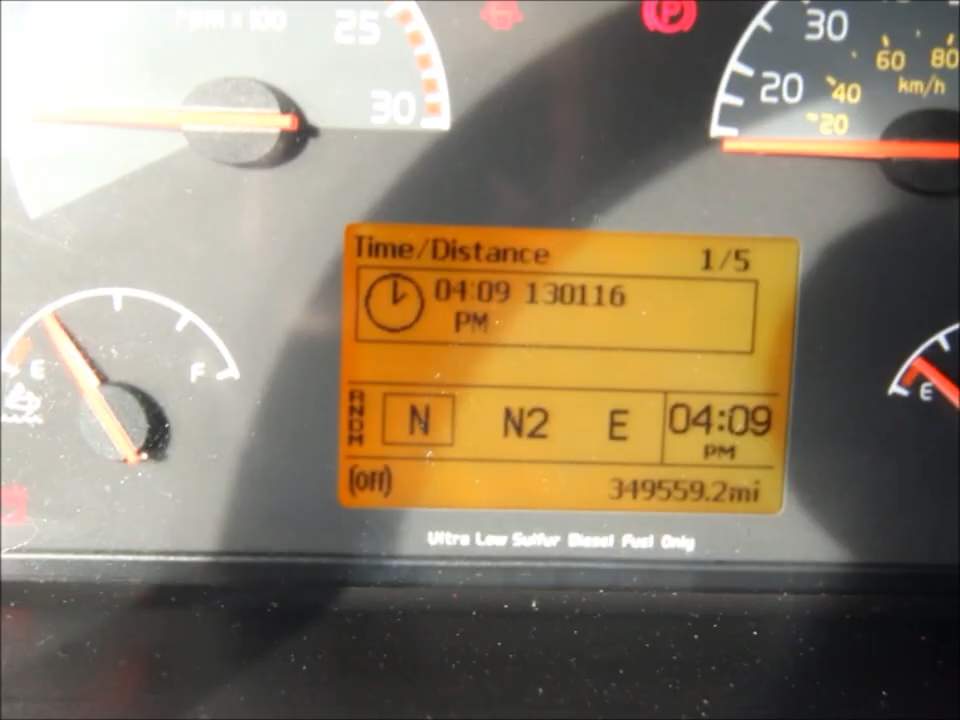 rpm x 100
25
30
P
30
20
60
80
40
20
km/h
Time/Distance 1/5
04:09 130116
PM
E F
E
RNDM N N2 E 04:09
PM
(off) 349559.2mi
Ultra Low Sulfur Diesel Fuel Only